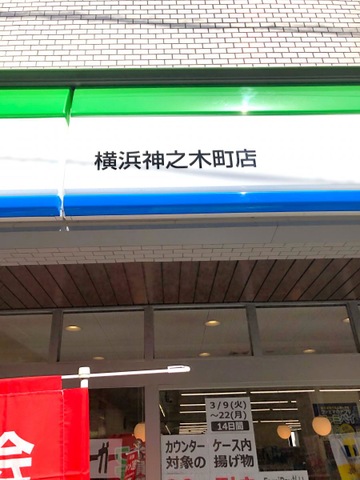 横浜神之木町店
3/9(火)
～22(月)
14日間
カウンター ケース内
対象の 揚げ物